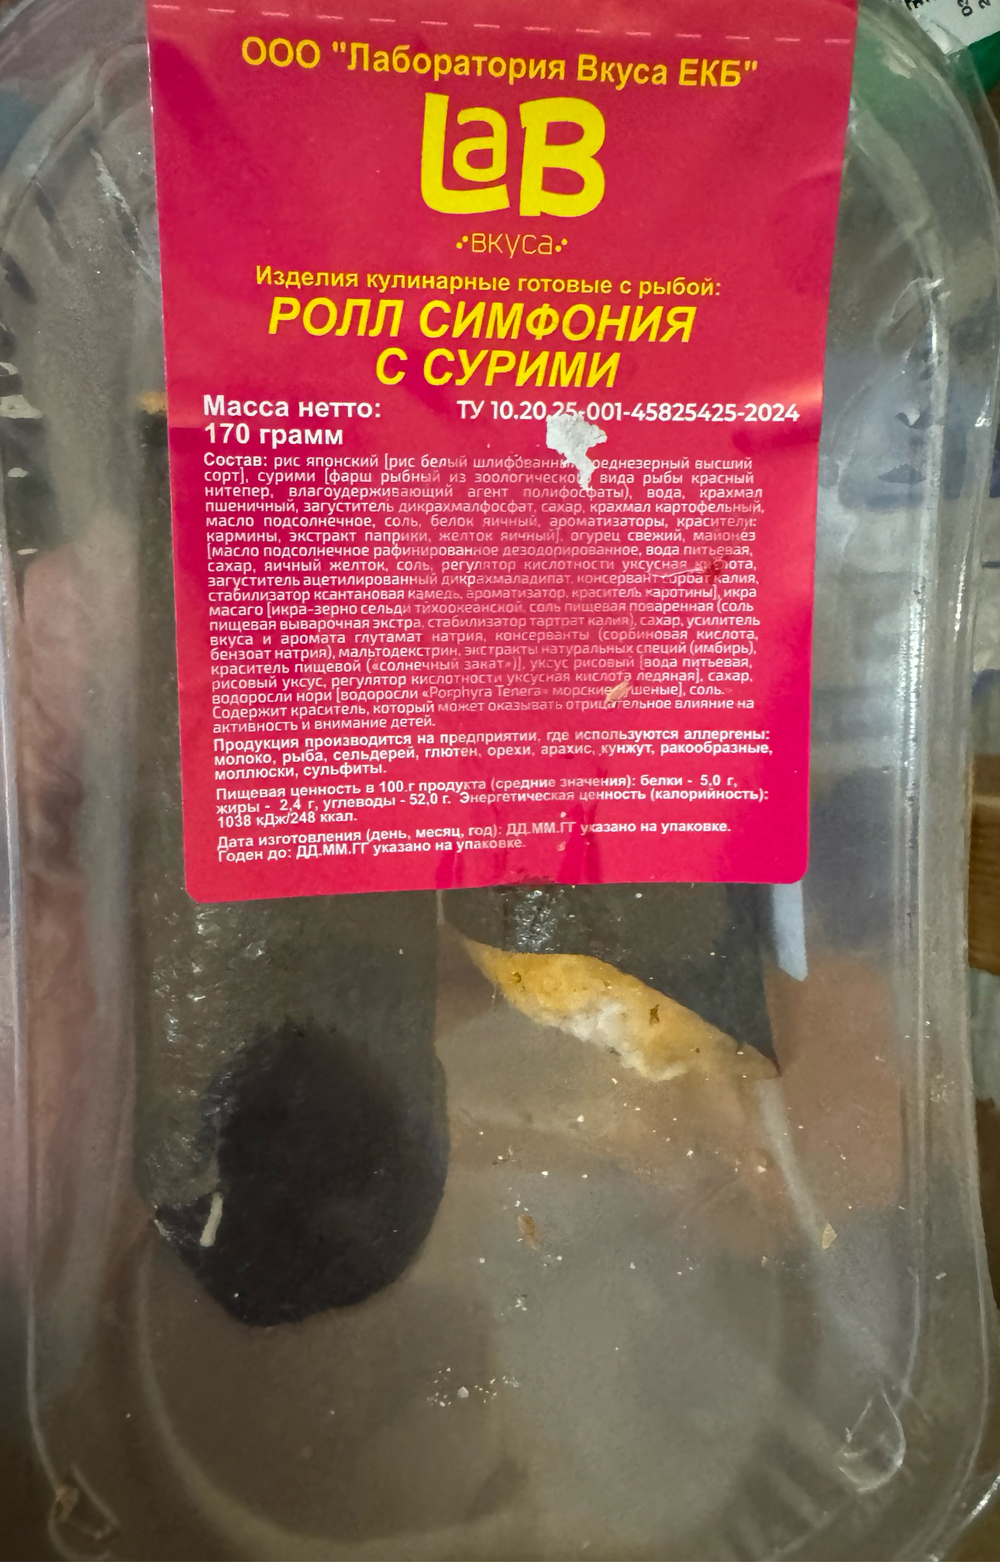 ООО "Лаборатория Вкуса ЕКБ"
LaB
вкуса
Изделия кулинарные готовые с рыбой:
РОЛЛ СИМФОНИЯ
С СУРИМИ
Масса нетто: ТУ 10.20.25-001-45825425-2024
170 грамм
Состав: рис японский [рис белый шлифованный среднезерный высший
сорт], сурими [фарш рыбный из зоологического вида рыбы красный
нитепер, влагоудерживающий агент полифосфаты), вода, крахмал
пшеничный, загуститель дикрахмалфосфат, сахар, крахмал картофельный,
масло подсолнечное, соль, белок яичный, ароматизаторы, красители:
кармины, экстракт паприки, желток яичный], огурец свежий, майонез
[масло подсолнечное рафинированное дезодорированное, вода питьевая,
сахар, яичный желток, соль, регулятор кислотности уксусная кислота,
загуститель ацетилированный дикрахмаладипат, консервант сорбат калия,
стабилизатор ксантановая камедь, ароматизатор, краситель каротины], икра
масаго [икра-зерно сельди тихоокеанской, соль пищевая поваренная (соль
пищевая выварочная экстра, стабилизатор тартрат калия), сахар, усилитель
вкуса и аромата глутамат натрия, консерванты (сорбиновая кислота,
бензоат натрия), мальтодекстрин, экстракты натуральных специй (имбирь),
краситель пищевой («солнечный закат»)], уксус рисовый [вода питьевая,
рисовый уксус, регулятор кислотности уксусная кислота ледяная], сахар,
водоросли нори [водоросли «Porphyra Tenera» морские сушеные], соль.
Содержит краситель, который может оказывать отрицательное влияние на
активность и внимание детей.
Продукция производится на предприятии, где используются аллергены:
молоко, рыба, сельдерей, глютен, орехи, арахис, кунжут, ракообразные,
моллюски, сульфиты.
Пищевая ценность в 100 г продукта (средние значения): белки - 5,0 г,
жиры - 2,4 г, углеводы - 52,0 г. Энергетическая ценность (калорийность):
1038 кДж/248 ккал.
Дата изготовления (день, месяц, год): ДД.ММ.ГГ указано на упаковке.
Годен до: ДД.ММ.ГГ указано на упаковке.